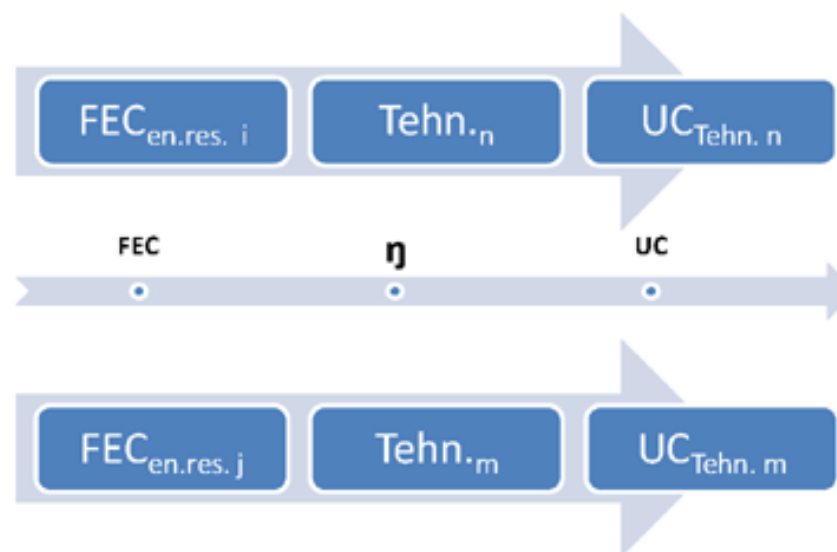 FECen.res. i Tehn.n UCTehn. n
FEC ŋ UC
FECen.res. j Tehn.m UCTehn. m